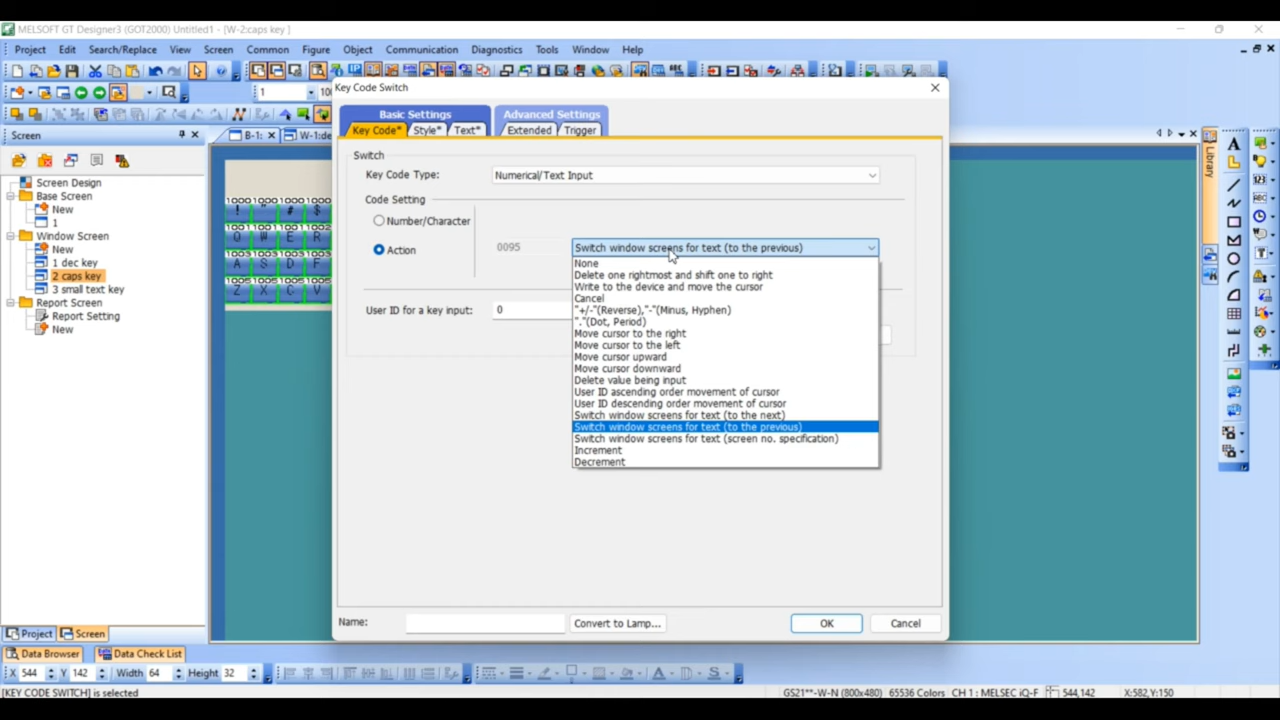 MELSOFT GT Designer3 (GOT2000) Untitled1 - [W-2:caps key ]
Project Edit Search/Replace View Screen Common Figure Object Communication Diagnostics Tools Window Help
Key Code Switch
1
Basic Settings Advanced Settings
Key Code* Style* Text* Extended Trigger
Screen
B-1:
Switch
Key Code Type: Numerical/Text Input
Code Setting
Number/Character
Action 0095 Switch window screens for text (to the previous)
None
Delete one rightmost and shift one to right
Write to the device and move the cursor
Cancel
"+/-"(Reverse),"-"(Minus, Hyphen)
"."(Dot, Period)
Move cursor to the right
Move cursor to the left
Move cursor upward
Move cursor downward
Delete value being input
User ID ascending order movement of cursor
User ID descending order movement of cursor
Switch window screens for text (to the next)
Switch window screens for text (to the previous)
Switch window screens for text (screen no. specification)
Increment
Decrement
User ID for a key input: 0
Name: Convert to Lamp... OK Cancel
Screen Design
Base Screen
New
1
Window Screen
New
1 dec key
2 caps key
3 small text key
Report Screen
Report Setting
New
! " # $
Q W E R
A S D F
Z X C V
Library
Project Screen
Data Browser Data Check List
X 544 Y 142 Width 64 Height 32
[KEY CODE SWITCH] is selected
GS21**-W-N (800x480) 65536 Colors CH 1 : MELSEC iQ-F 544,142 X:582,Y:150